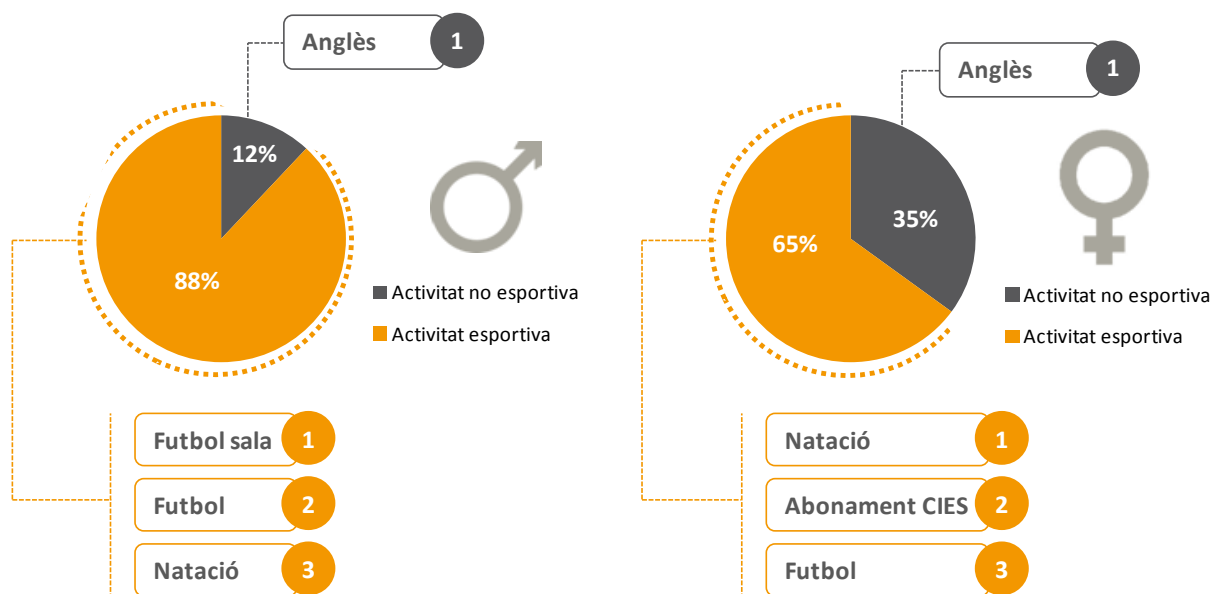 Anglès 1
12%
88%
Activitat no esportiva
Activitat esportiva
Futbol sala 1
Futbol 2
Natació 3
Anglès 1
35%
65%
Activitat no esportiva
Activitat esportiva
Natació 1
Abonament CIES 2
Futbol 3